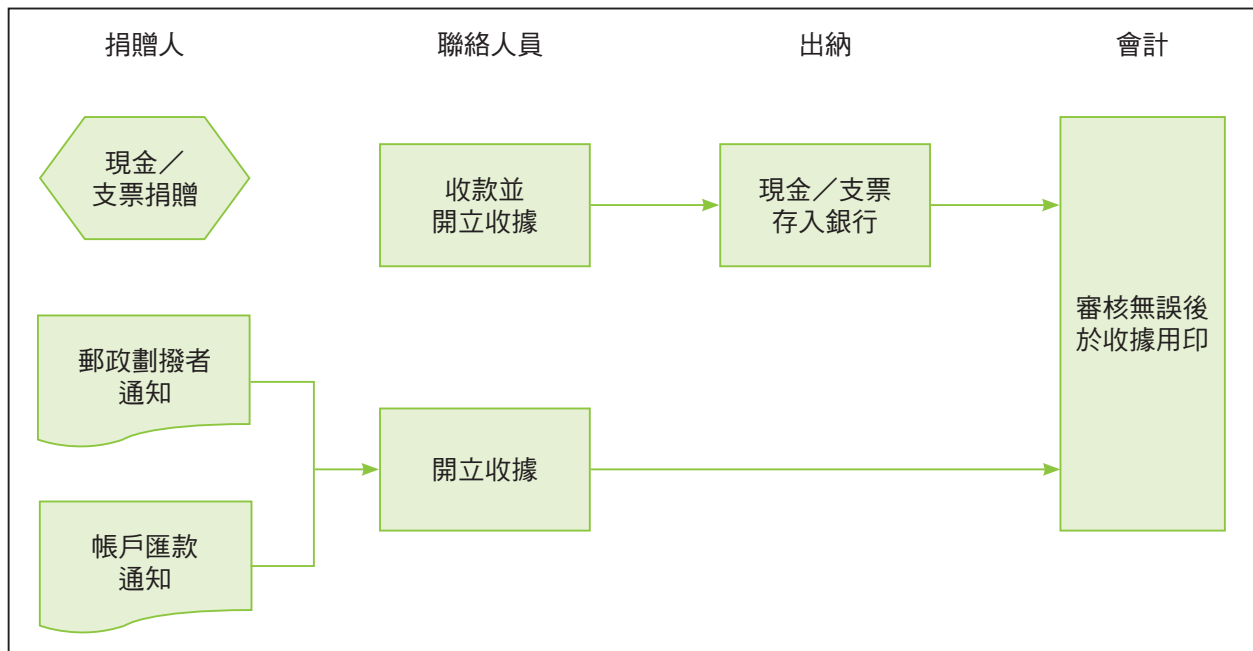 捐贈人
聯絡人員
出納
會計
現金／
支票捐贈
收款並
開立收據
現金／支票
存入銀行
審核無誤後
於收據用印
郵政劃撥者
通知
開立收據
帳戶匯款
通知